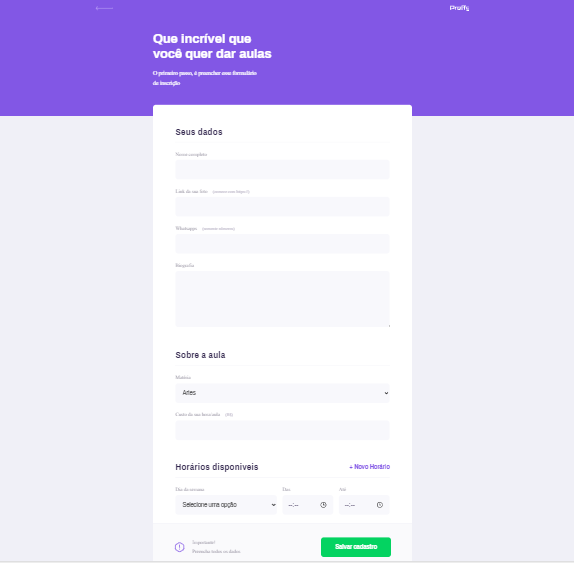 Proffy
Que incrível que
você quer dar aulas
O primeiro passo, é preencher esse formulário
de inscrição
Seus dados
Nome completo
Link da sua foto (comece com https://)
Whatsapp (somente números)
Biografia
Sobre a aula
Matéria
Artes
Custo da sua hora/aula (R$)
Horários disponíveis
+ Novo Horário
Dia da semana
Das
Até
Selecione uma opção
--:--
--:--
Importante!
Preencha todos os dados.
Salvar cadastro